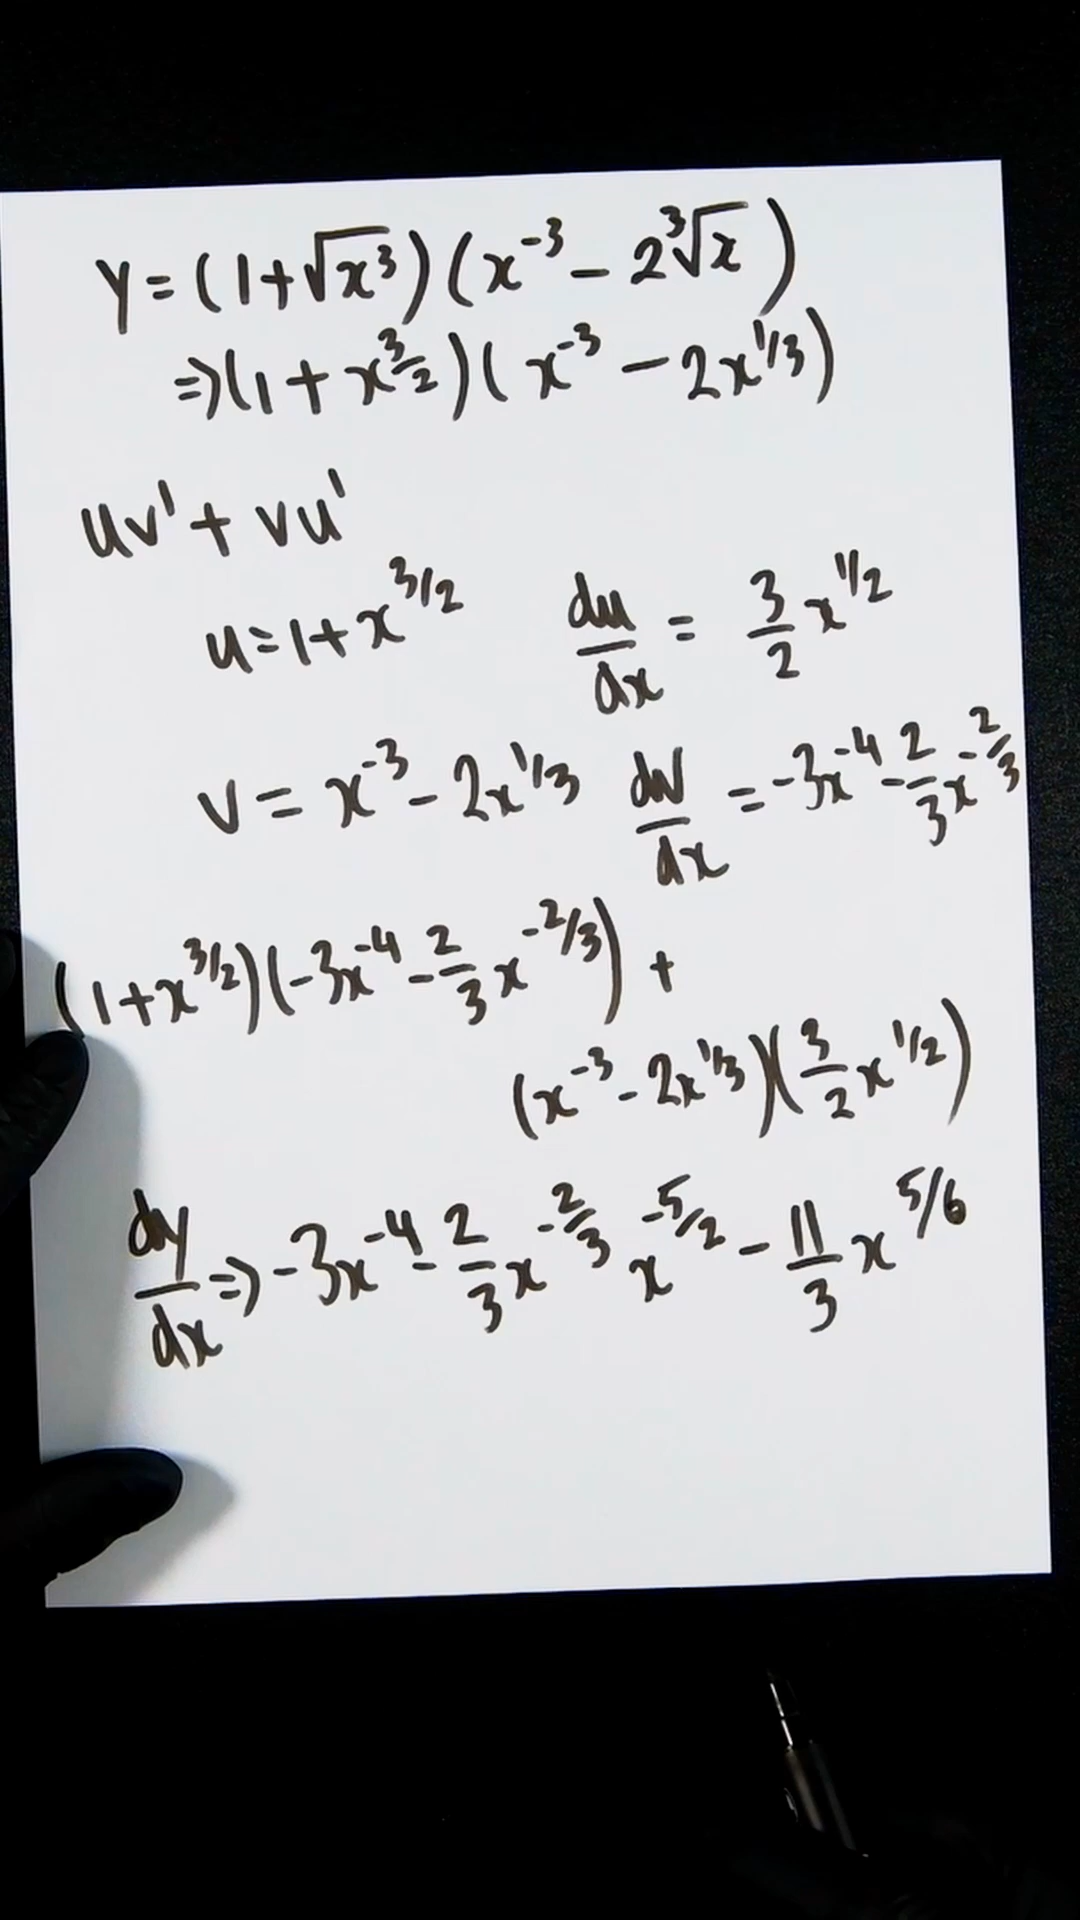 y = (1+√x³)(x⁻³ – 2∛x)
⇒(1 + x^3/2)(x⁻³ – 2x^1/3)
uv' + vu'
u = 1 + x^3/2 du/dx = 3/2 x^1/2
v = x⁻³ – 2x^1/3 dv/dx = -3x⁻⁴ – 2/3 x^-2/3
(1+x^3/2)(-3x⁻⁴ – 2/3 x^-2/3) +
(x⁻³ – 2x^1/3)(3/2 x^1/2)
dy/dx ⇒ -3x⁻⁴ – 2/3 x^-2/3 x^-5/2 – 11/3 x^5/6